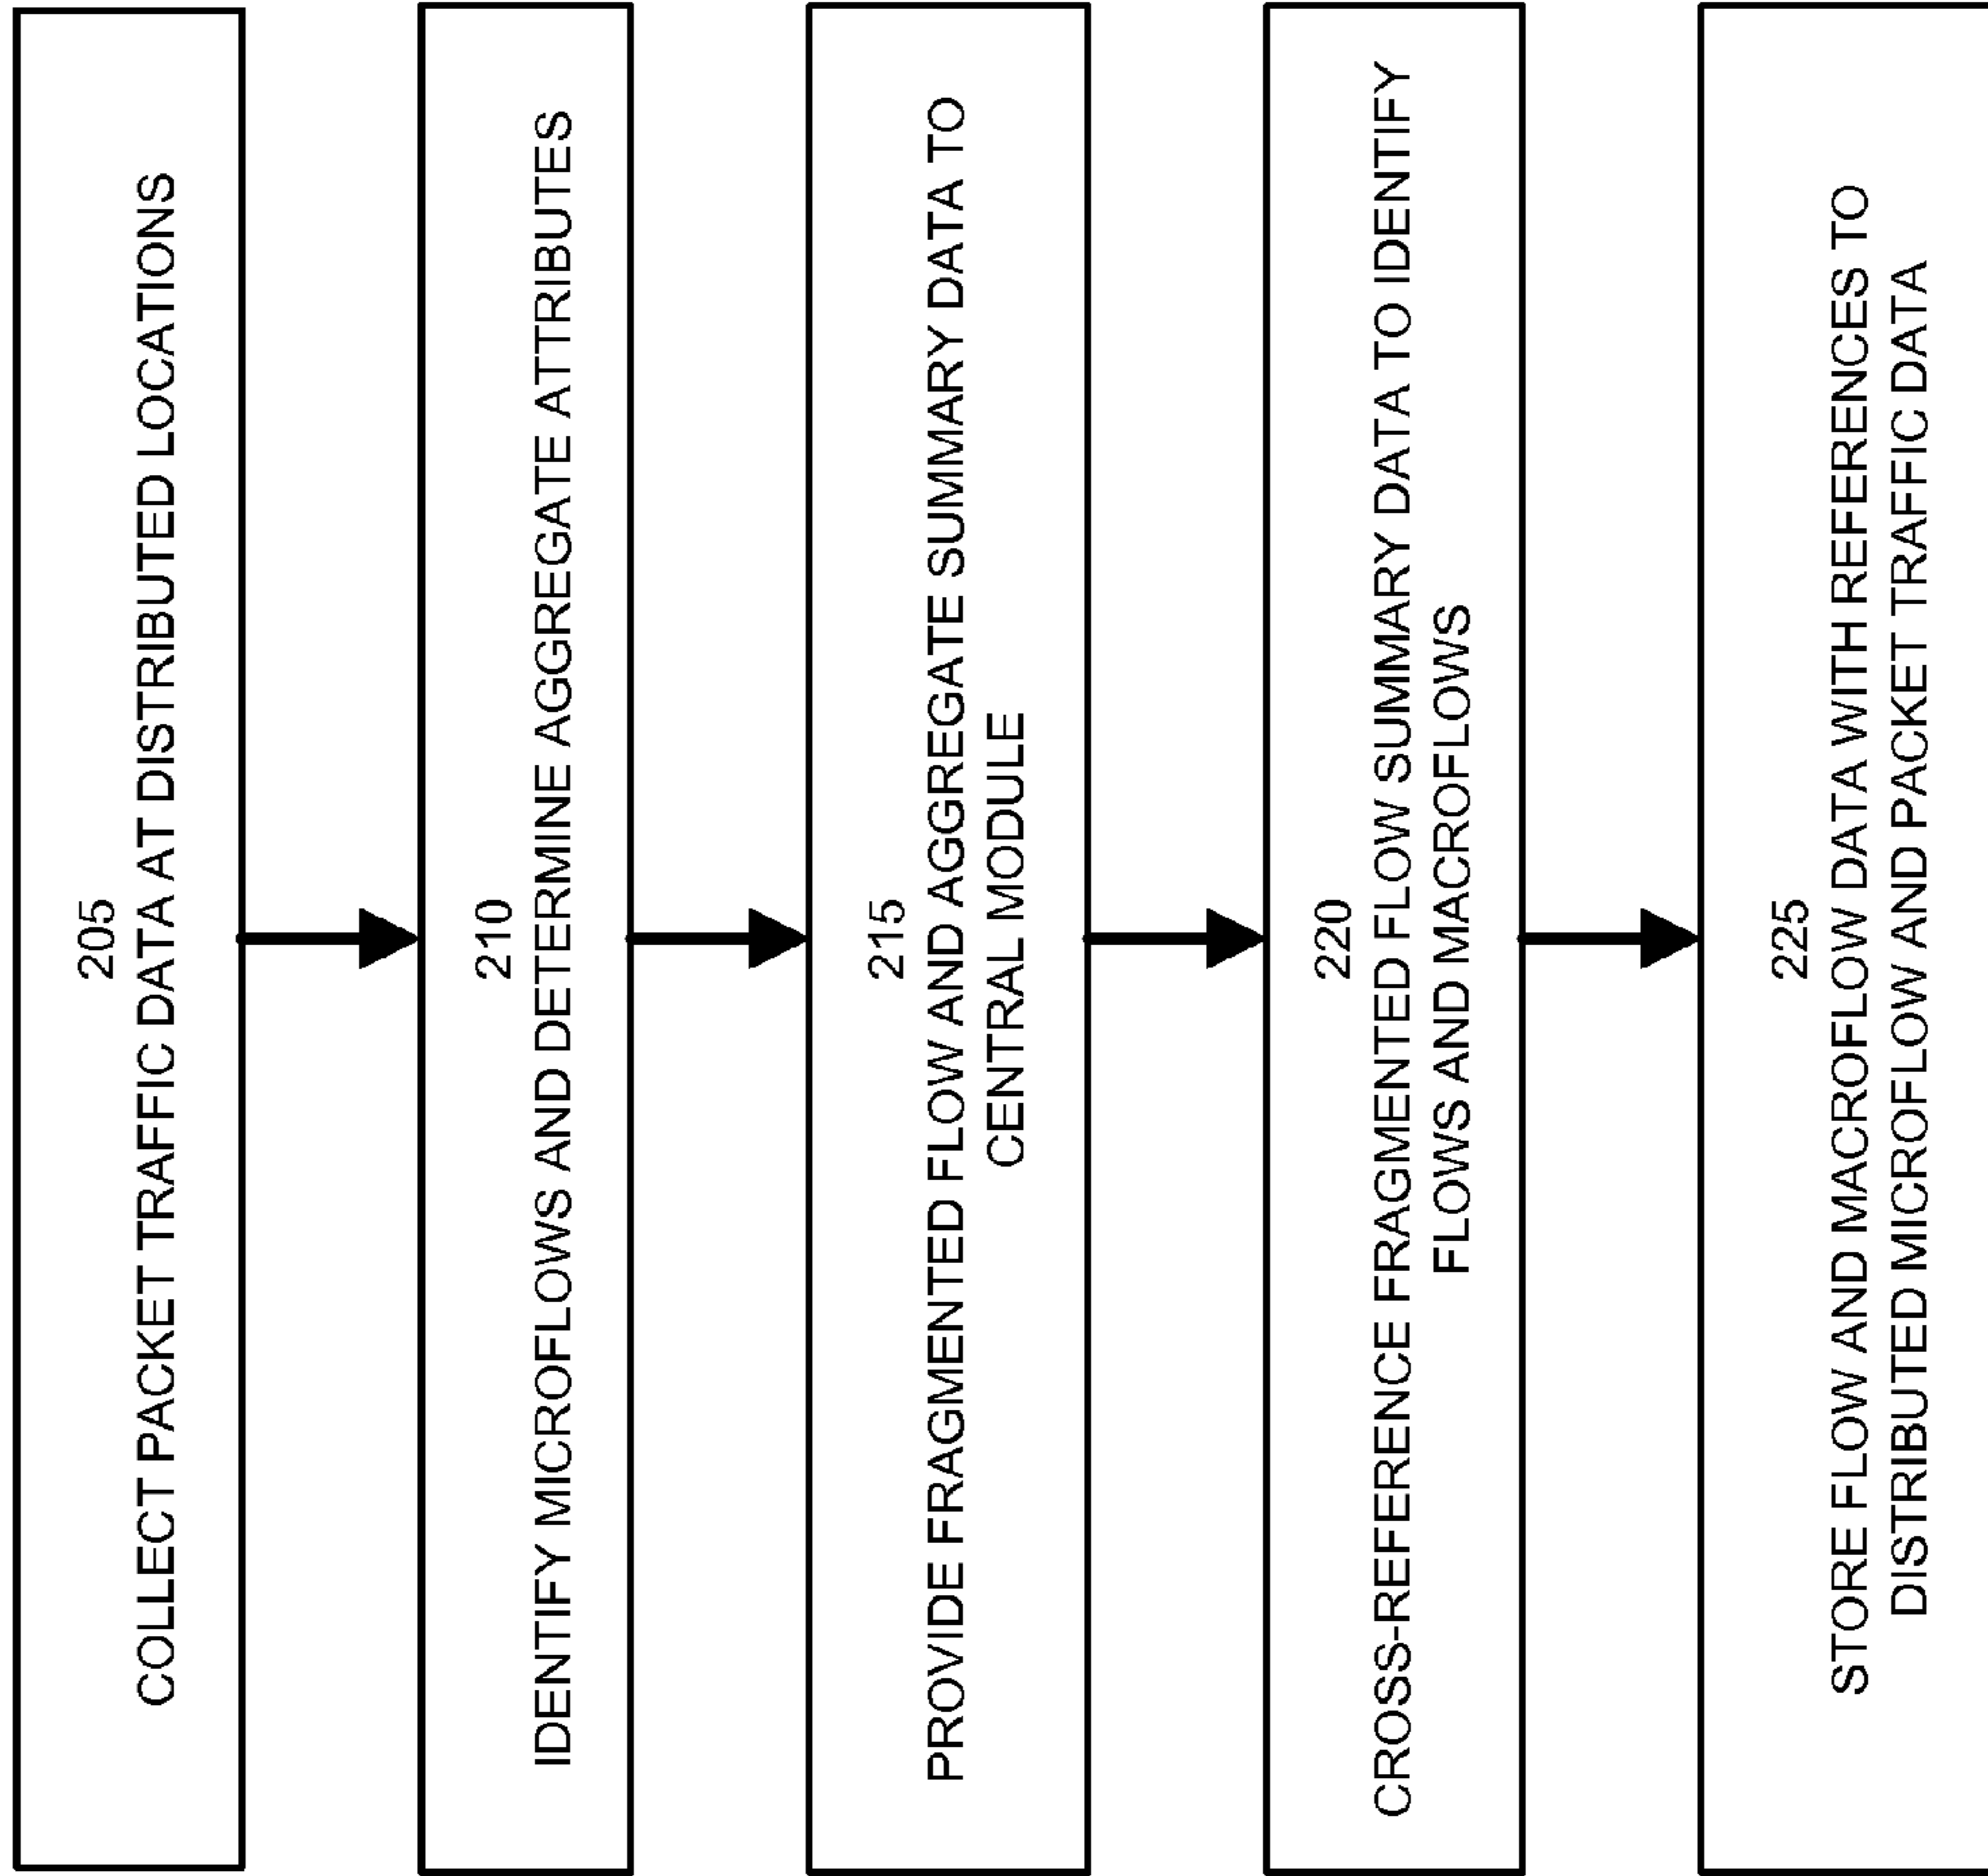 205
COLLECT PACKET TRAFFIC DATA AT DISTRIBUTED LOCATIONS
210
IDENTIFY MICROFLOWS AND DETERMINE AGGREGATE ATTRIBUTES
215
PROVIDE FRAGMENTED FLOW AND AGGREGATE SUMMARY DATA TO
CENTRAL MODULE
220
CROSS-REFERENCE FRAGMENTED FLOW SUMMARY DATA TO IDENTIFY
FLOWS AND MACROFLOWS
225
STORE FLOW AND MACROFLOW DATA WITH REFERENCES TO
DISTRIBUTED MICROFLOW AND PACKET TRAFFIC DATA